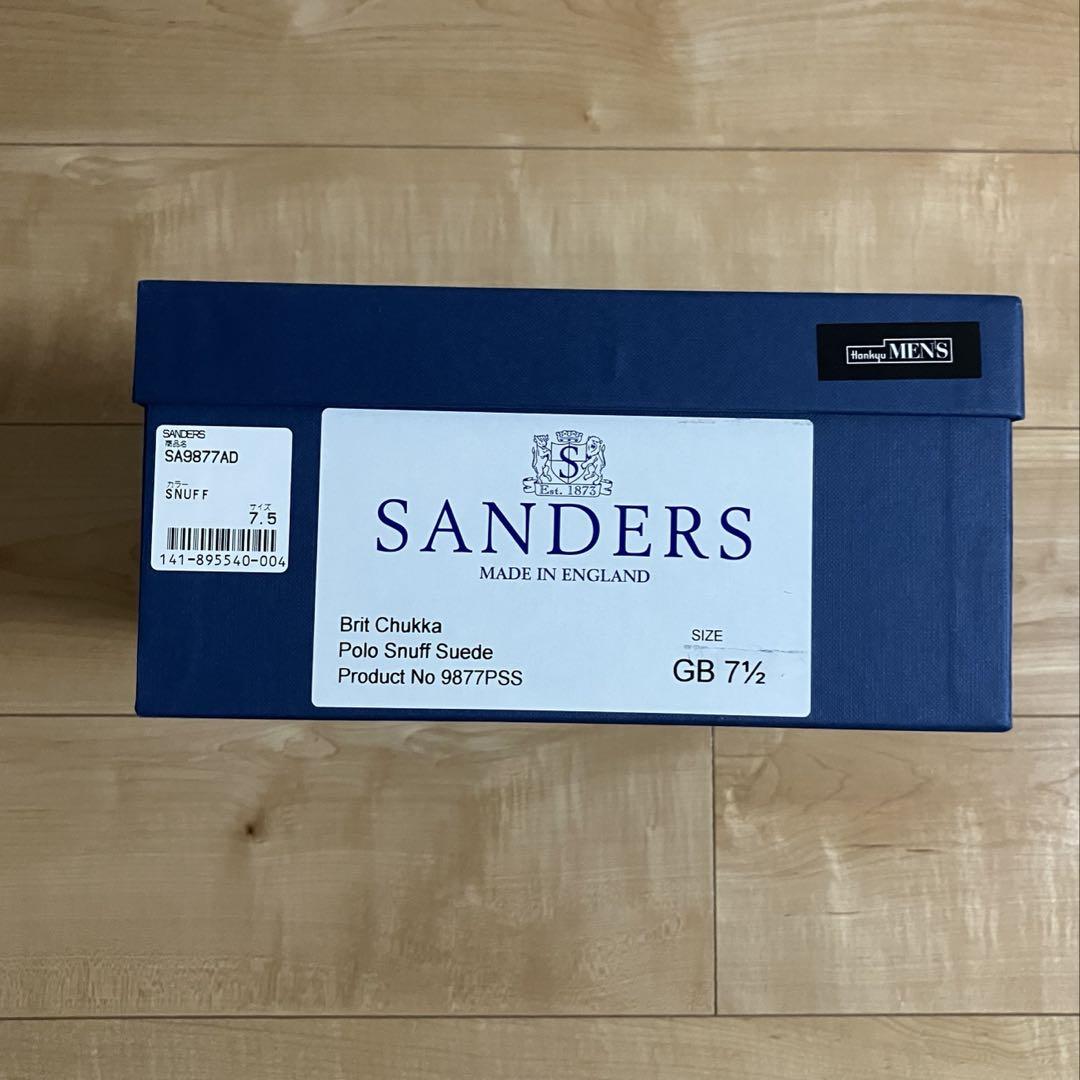 Hankyu MEN'S
SANDERS
商品名
SA9877AD
カラー
SNUFF
サイズ
7.5
141-895540-004
S
Est. 1873
SANDERS
MADE IN ENGLAND
Brit Chukka
Polo Snuff Suede
Product No 9877PSS
SIZE
GB 7½